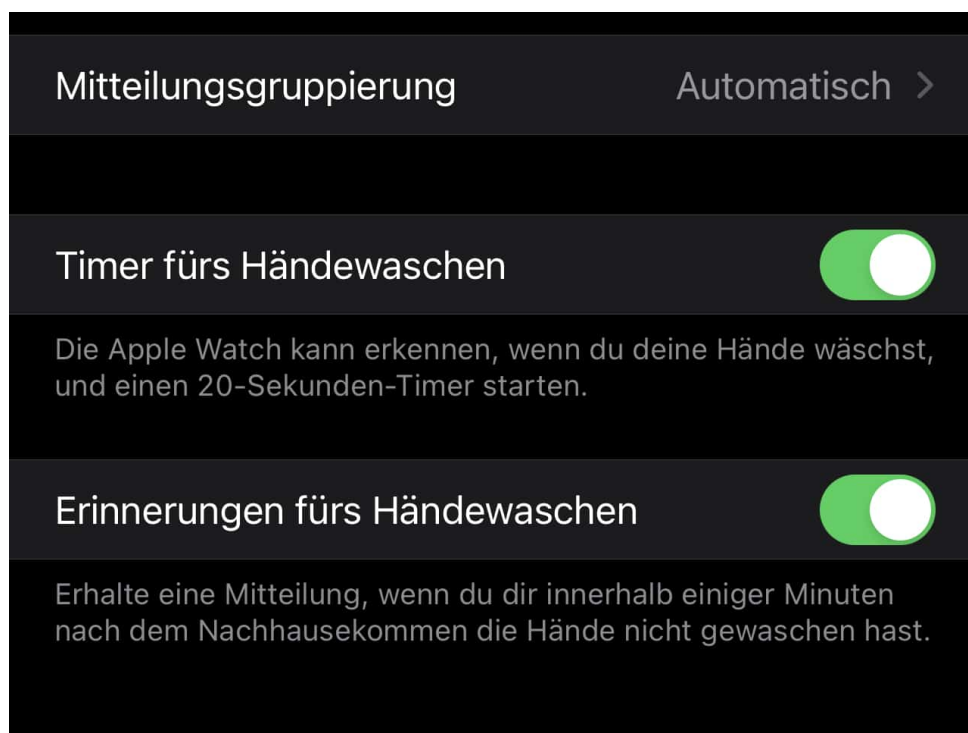 Mitteilungsgruppierung Automatisch >
Timer fürs Händewaschen
Die Apple Watch kann erkennen, wenn du deine Hände wäschst,
und einen 20-Sekunden-Timer starten.
Erinnerungen fürs Händewaschen
Erhalte eine Mitteilung, wenn du dir innerhalb einiger Minuten
nach dem Nachhausekommen die Hände nicht gewaschen hast.